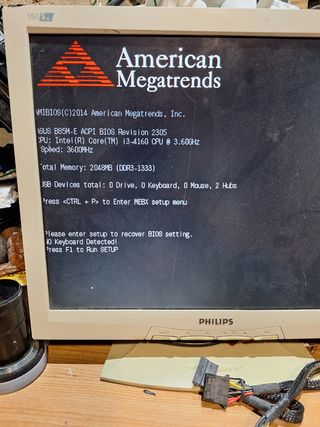 150S
American
Megatrends
AMIBIOS(C)2014 American Megatrends, Inc.
ASUS B85M-E ACPI BIOS Revision 2305
CPU: Intel(R) Core(TM) i3-4160 CPU @ 3.60GHz
Speed: 3600MHz
Total Memory: 2048MB (DDR3-1333)
USB Devices total: 0 Drive, 0 Keyboard, 0 Mouse, 2 Hubs
Press <CTRL + P> to Enter MEBX setup menu
Please enter setup to recover BIOS setting.
NO Keyboard Detected!
Press F1 to Run SETUP
PHILIPS